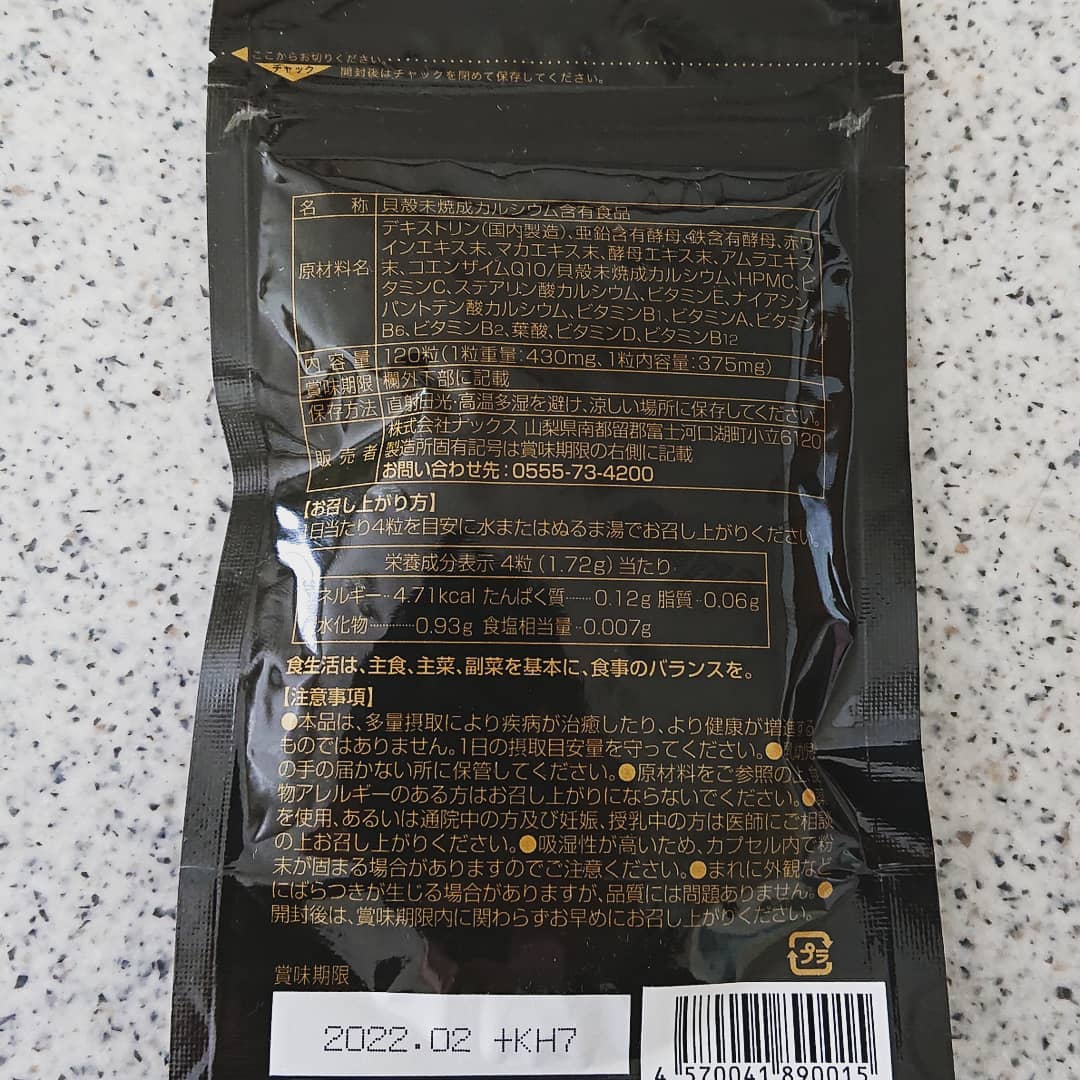 ここからお切りください。
チャック 開封後はチャックを閉めて保存してください。
名 称 貝殻未焼成カルシウム含有食品
原材料名 デキストリン(国内製造)、亜鉛含有酵母、鉄含有酵母、赤ワ
インエキス末、マカエキス末、酵母エキス末、アムラエキス
末、コエンザイムQ10/貝殻未焼成カルシウム、HPMC、ビ
タミンC、ステアリン酸カルシウム、ビタミンE、ナイアシン
パントテン酸カルシウム、ビタミンB1、ビタミンA、ビタミン
B6、ビタミンB2、葉酸、ビタミンD、ビタミンB12
内 容 量 120粒(1粒重量:430mg、1粒内容量:375mg)
賞味期限 欄外下部に記載
保存方法 直射日光・高温多湿を避け、涼しい場所に保存してください。
販 売 者 株式会社ナックス 山梨県南都留郡富士河口湖町小立6120
製造所固有記号は賞味期限の右側に記載
お問い合わせ先:0555-73-4200
【お召し上がり方】
1日当たり4粒を目安に水またはぬるま湯でお召し上がりください。
栄養成分表示 4粒(1.72g)当たり
ネルギー‥4.71kcal たんぱく質……0.12g 脂質‥0.06g
水化物…………0.93g 食塩相当量‥0.007g
食生活は、主食、主菜、副菜を基本に、食事のバランスを。
【注意事項】
●本品は、多量摂取により疾病が治癒したり、より健康が増進する
ものではありません。1日の摂取目安量を守ってください。●
の手の届かない所に保管してください。●原材料をご参照の上
物アレルギーのある方はお召し上がりにならないでください。●
を使用、あるいは通院中の方及び妊娠、授乳中の方は医師にご相談
の上お召し上がりください。●吸湿性が高いため、カプセル内で粉
末が固まる場合がありますのでご注意ください。●まれに外観など
にばらつきが生じる場合がありますが、品質には問題ありません。●
開封後は、賞味期限内に関わらずお早めにお召し上がりください。
プラ
賞味期限
2022.02 +KH7
4 570041 890015